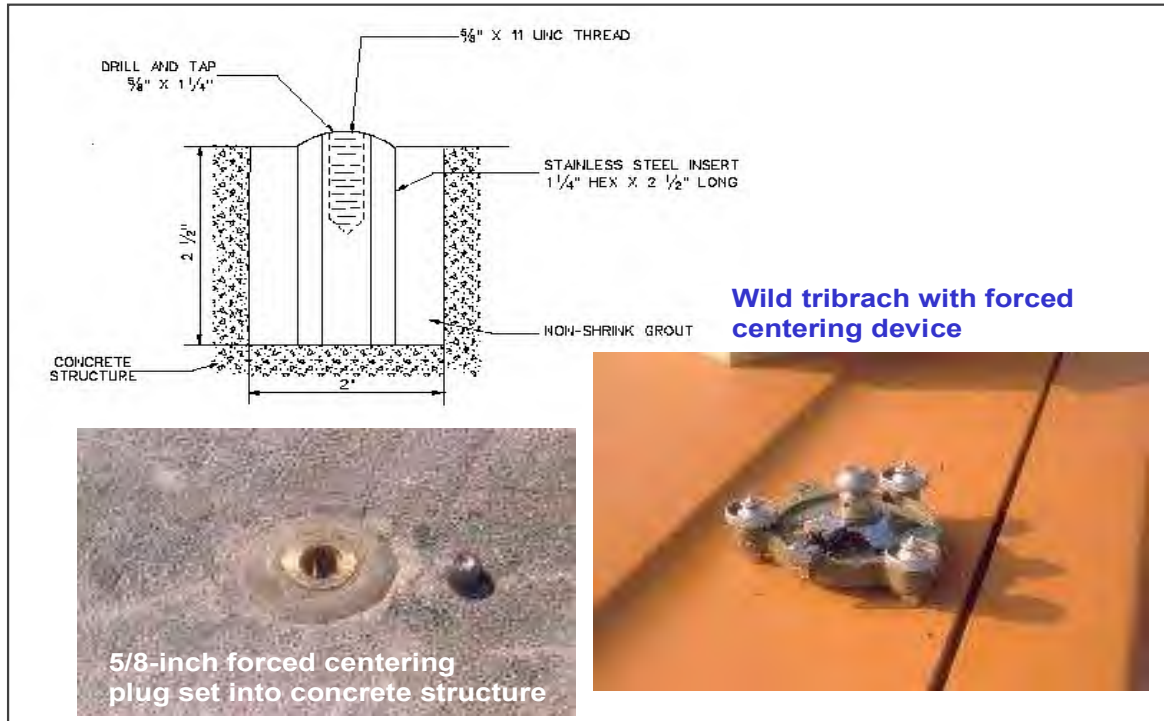 5/8" X 11 UNC THREAD
DRILL AND TAP
5/8" X 1 1/4"
STAINLESS STEEL INSERT
1 1/4" HEX X 2 1/2" LONG
2 1/2"
NON-SHRINK GROUT
CONCRETE
STRUCTURE
2"
Wild tribrach with forced
centering device
5/8-inch forced centering
plug set into concrete structure